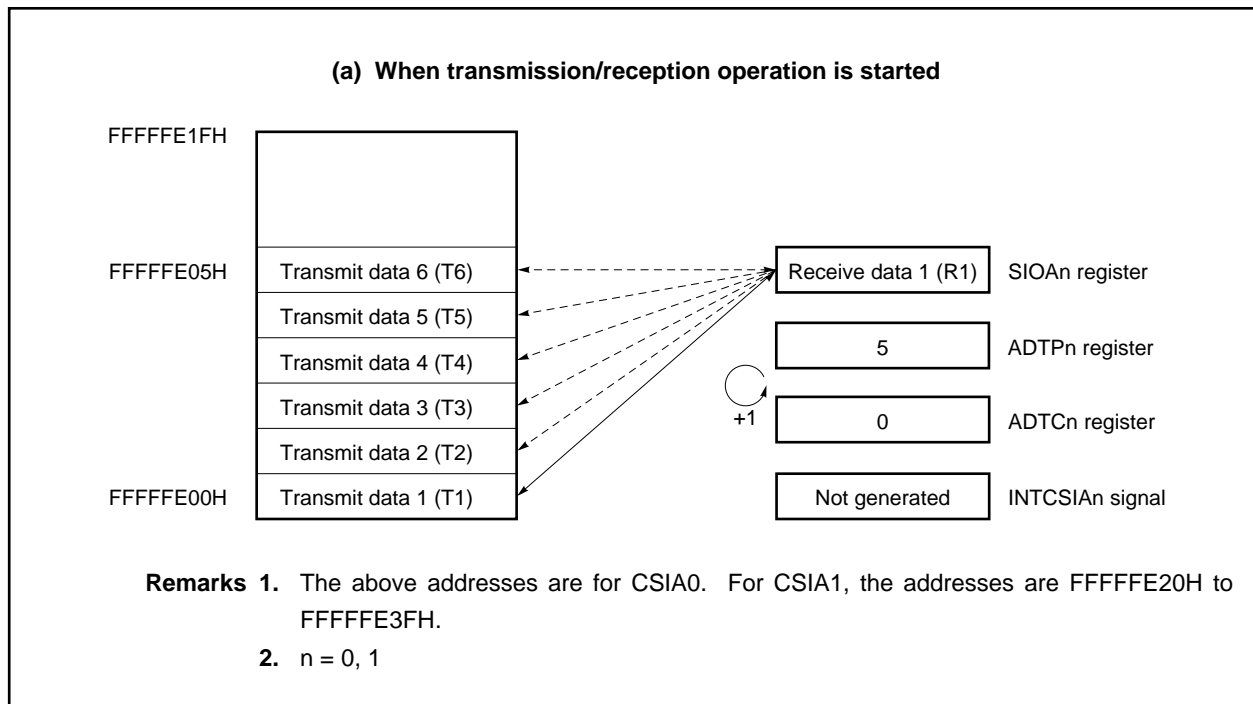 (a) When transmission/reception operation is started
FFFFFE1FH
FFFFFE05H Transmit data 6 (T6) Receive data 1 (R1) SIOAn register
Transmit data 5 (T5)
5 ADTPn register
Transmit data 4 (T4)
Transmit data 3 (T3)
+1 0 ADTCn register
Transmit data 2 (T2)
FFFFFE00H Transmit data 1 (T1) Not generated INTCSIAn signal
Remarks 1. The above addresses are for CSIA0. For CSIA1, the addresses are FFFFFE20H to
FFFFFE3FH.
2. n = 0, 1